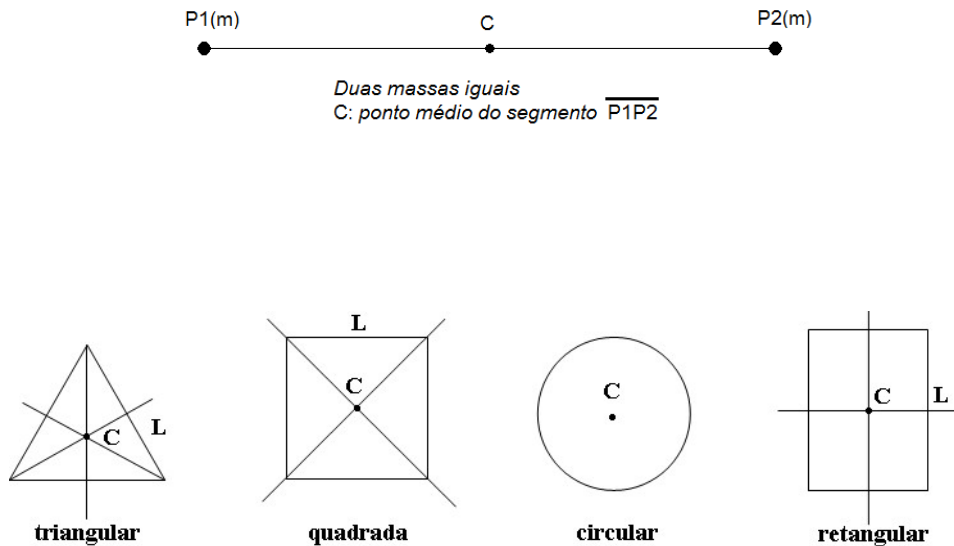 P1(m) C P2(m)
Duas massas iguais
C: ponto médio do segmento P1P2
L
C
L
C
C
C
L
triangular quadrada circular retangular